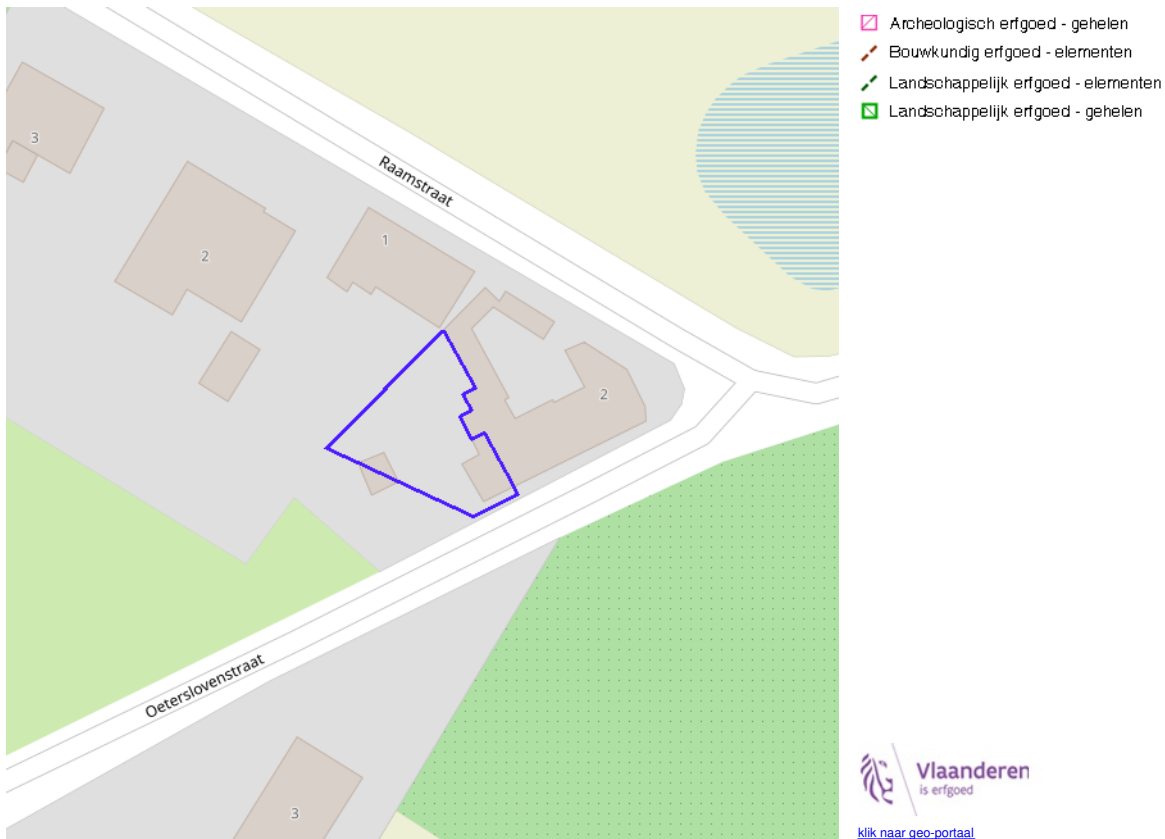 Archeologisch erfgoed - gehelen
Bouwkundig erfgoed - elementen
Landschappelijk erfgoed - elementen
Landschappelijk erfgoed - gehelen
3
Raamstraat
1
2
2
Oeterslovenstraat
3
Vlaanderen
is erfgoed
klik naar geo-portaal